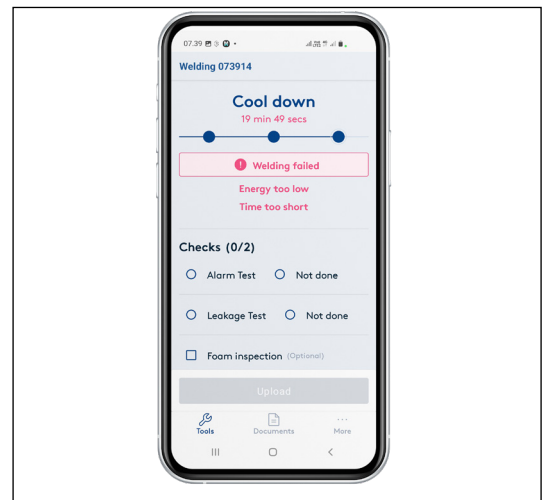 07.39
Welding 073914
Cool down
19 min 49 secs
Welding failed
Energy too low
Time too short
Checks (0/2)
Alarm Test Not done
Leakage Test Not done
Foam inspection (Optional)
Upload
Tools Documents More